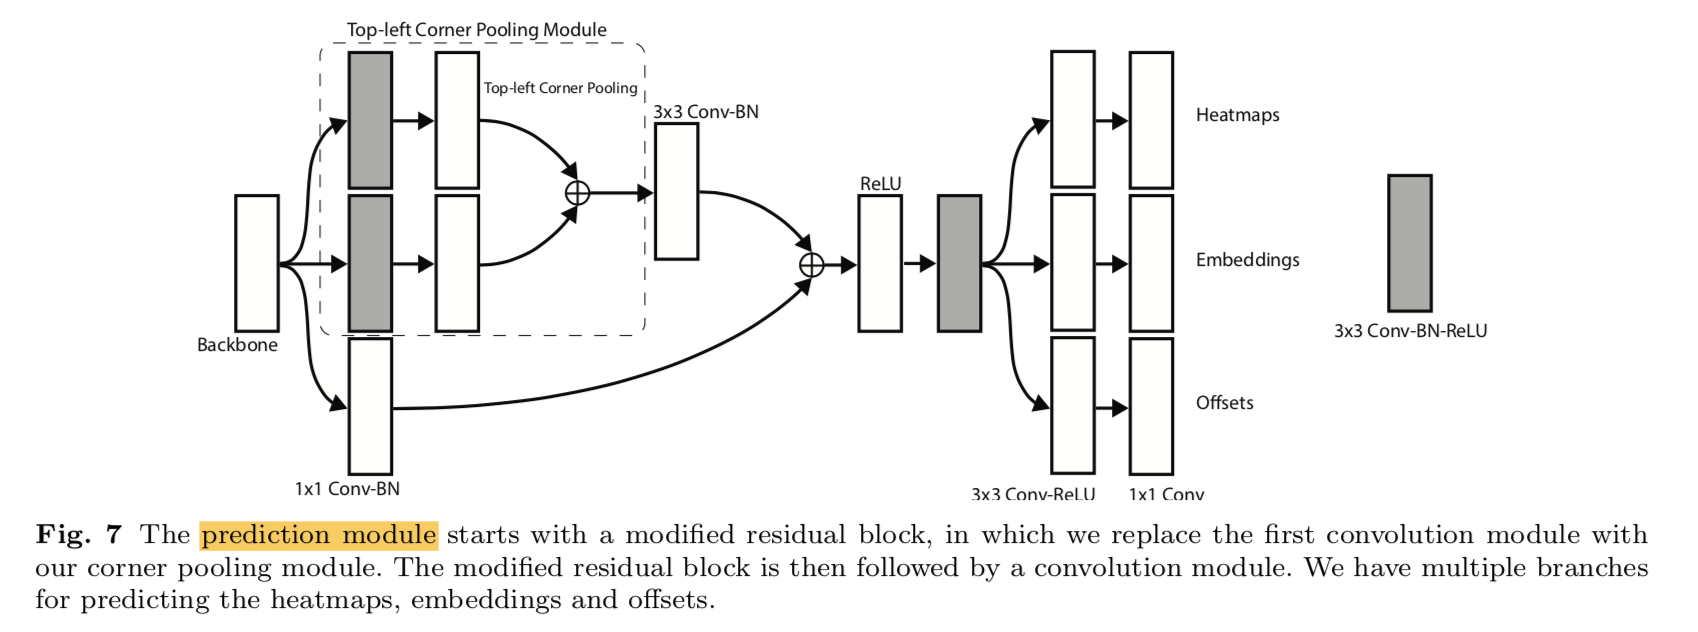 Top-left Corner Pooling Module
Top-left Corner Pooling
3x3 Conv-BN
Backbone
1x1 Conv-BN
ReLU
3x3 Conv-ReLU
1x1 Conv
Heatmaps
Embeddings
Offsets
3x3 Conv-BN-ReLU
Fig. 7 The prediction module starts with a modified residual block, in which we replace the first convolution module with
our corner pooling module. The modified residual block is then followed by a convolution module. We have multiple branches
for predicting the heatmaps, embeddings and offsets.